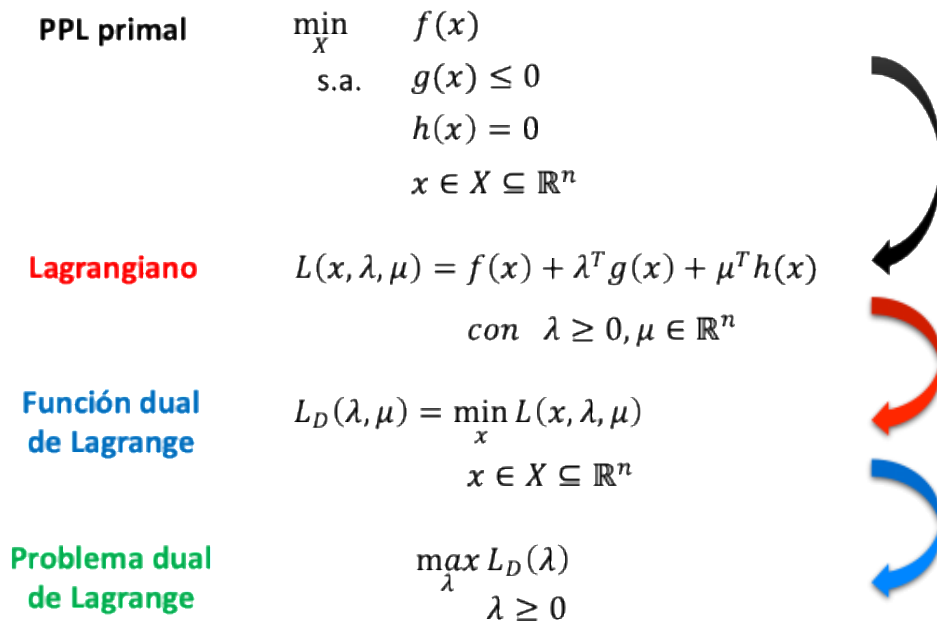 PPL primal min f(x)
X
s.a. g(x) ≤ 0
h(x) = 0
x ∈ X ⊆ ℝⁿ
Lagrangiano L(x, λ, μ) = f(x) + λᵀg(x) + μᵀh(x)
con λ ≥ 0, μ ∈ ℝⁿ
Función dual
de Lagrange
L_D(λ, μ) = min L(x, λ, μ)
x
x ∈ X ⊆ ℝⁿ
Problema dual
de Lagrange
max L_D(λ)
λ
λ ≥ 0